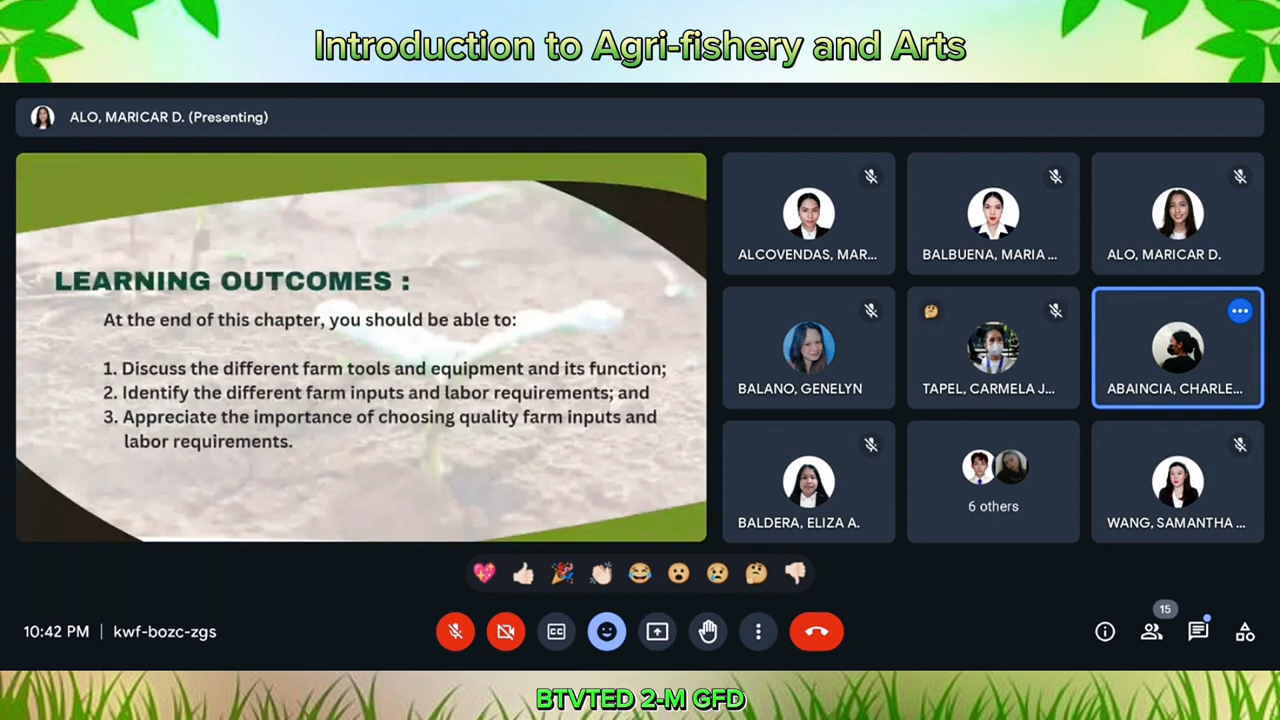 Introduction to Agri-fishery and Arts
ALO, MARICAR D. (Presenting)
LEARNING OUTCOMES :
At the end of this chapter, you should be able to:
1. Discuss the different farm tools and equipment and its function;
2. Identify the different farm inputs and labor requirements; and
3. Appreciate the importance of choosing quality farm inputs and
labor requirements.
ALCOVENDAS, MAR...
BALBUENA, MARIA ...
ALO, MARICAR D.
BALANO, GENELYN
TAPEL, CARMELA J...
ABAINCIA, CHARLE...
BALDERA, ELIZA A.
6 others
WANG, SAMANTHA ...
10:42 PM | kwf-bozc-zgs
CC
15
BTVTED 2-M GFD